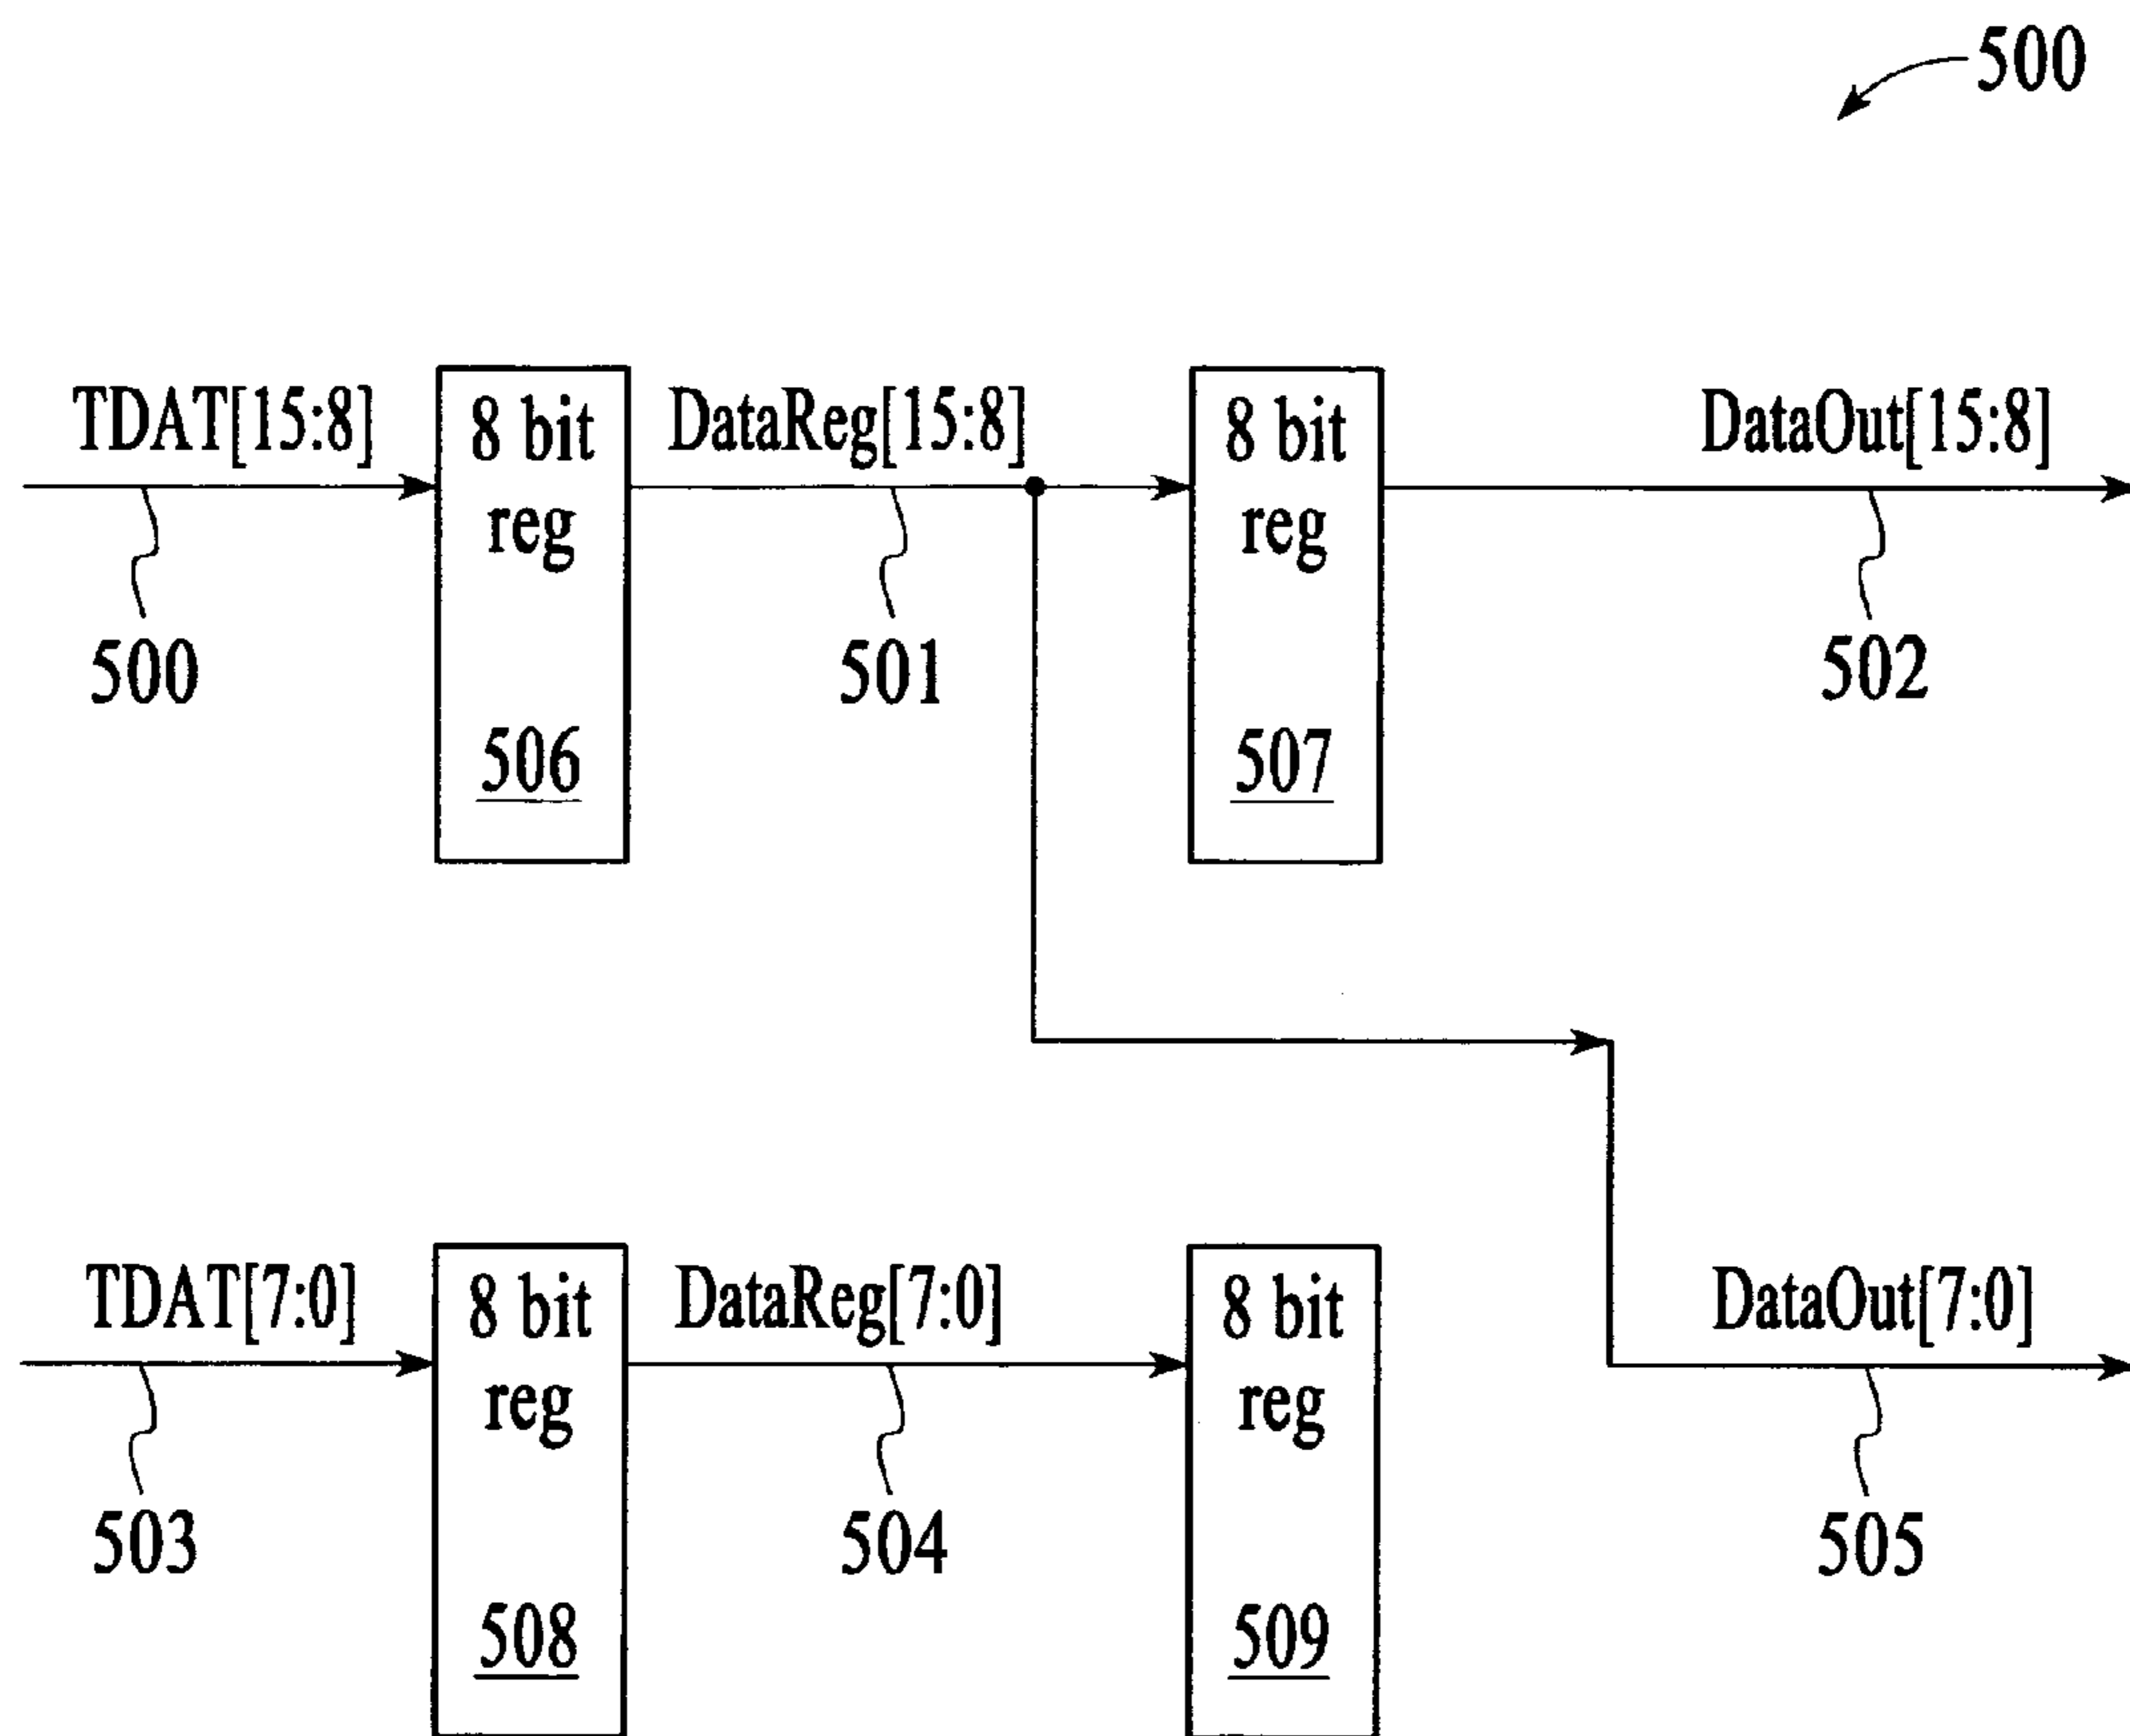 500
TDAT[15:8]
8 bit
reg
506
DataReg[15:8]
8 bit
reg
507
DataOut[15:8]
500
501
502
TDAT[7:0]
8 bit
reg
508
DataReg[7:0]
8 bit
reg
509
DataOut[7:0]
503
504
505